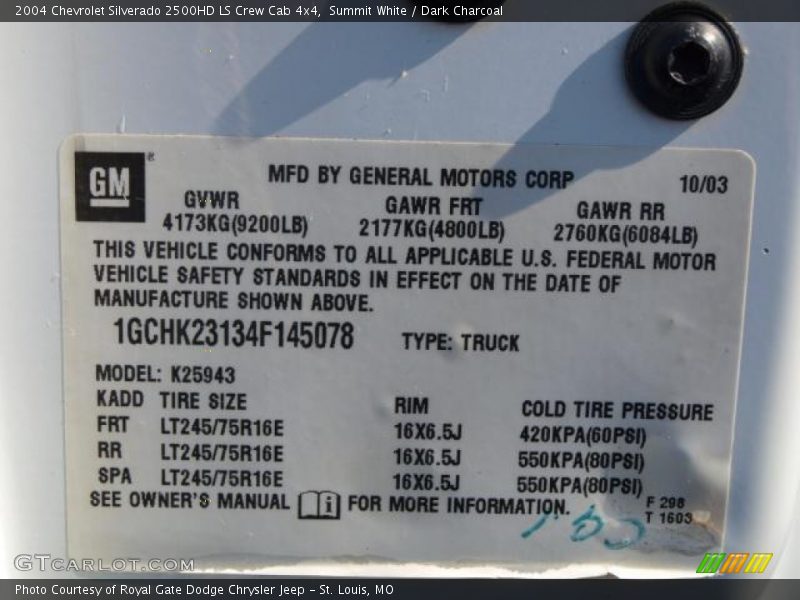 2004 Chevrolet Silverado 2500HD LS Crew Cab 4x4, Summit White / Dark Charcoal
GM®
MFD BY GENERAL MOTORS CORP 10/03
GVWR GAWR FRT GAWR RR
4173KG(9200LB) 2177KG(4800LB) 2760KG(6084LB)
THIS VEHICLE CONFORMS TO ALL APPLICABLE U.S. FEDERAL MOTOR
VEHICLE SAFETY STANDARDS IN EFFECT ON THE DATE OF
MANUFACTURE SHOWN ABOVE.
1GCHK23134F145078 TYPE: TRUCK
MODEL: K25943
KADD TIRE SIZE RIM COLD TIRE PRESSURE
FRT LT245/75R16E 16X6.5J 420KPA(60PSI)
RR LT245/75R16E 16X6.5J 550KPA(80PSI)
SPA LT245/75R16E 16X6.5J 550KPA(80PSI)
SEE OWNER'S MANUAL i FOR MORE INFORMATION.
F 298
T 1603
GTcarlot.com
Photo Courtesy of Royal Gate Dodge Chrysler Jeep - St. Louis, MO